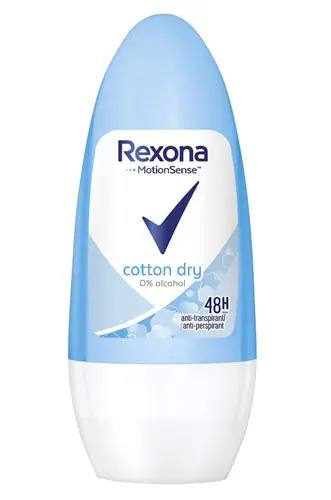 Rexona
MotionSense™
cotton dry
0% alcohol
48H
anti-transpirant/
anti-perspirant